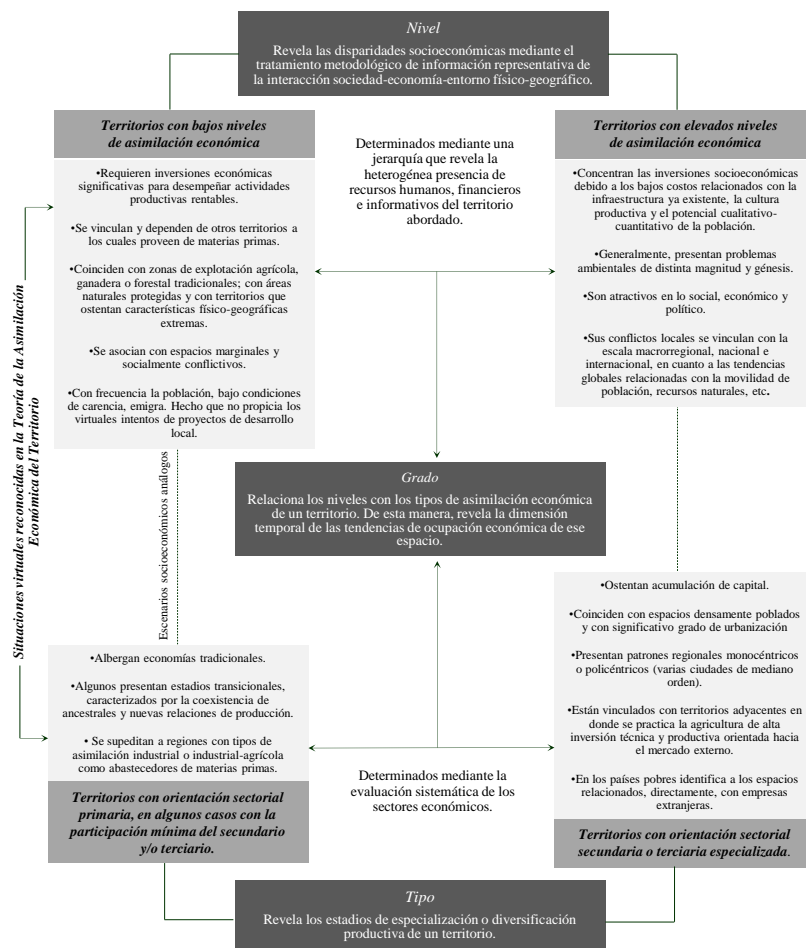 Nivel
Revela las disparidades socioeconómicas mediante el
tratamiento metodológico de información representativa de
la interacción sociedad-economía-entorno físico-geográfico.
Territorios con bajos niveles
de asimilación económica
•Requieren inversiones económicas
significativas para desempeñar actividades
productivas rentables.
•Se vinculan y dependen de otros territorios a
los cuales proveen de materias primas.
•Coinciden con zonas de explotación agrícola,
ganadera o forestal tradicionales; con áreas
naturales protegidas y con territorios que
ostentan características físico-geográficas
extremas.
•Se asocian con espacios marginales y
socialmente conflictivos.
•Con frecuencia la población, bajo condiciones
de carencia, emigra. Hecho que no propicia los
virtuales intentos de proyectos de desarrollo
local.
Determinados mediante una
jerarquía que revela la
heterogénea presencia de
recursos humanos, financieros
e informativos del territorio
abordado.
Territorios con elevados niveles
de asimilación económica
•Concentran las inversiones socioeconómicas
debido a los bajos costos relacionados con la
infraestructura ya existente, la cultura
productiva y el potencial cualitativo-
cuantitativo de la población.
•Generalmente, presentan problemas
ambientales de distinta magnitud y génesis.
•Son atractivos en lo social, económico y
político.
•Sus conflictos locales se vinculan con la
escala macrorregional, nacional e
internacional, en cuanto a las tendencias
globales relacionadas con la movilidad de
población, recursos naturales, etc.
Situaciones virtuales reconocidas en la Teoría de la Asimilación
Económica del Territorio
Escenarios socioeconómicos análogos
Grado
Relaciona los niveles con los tipos de asimilación económica
de un territorio. De esta manera, revela la dimensión
temporal de las tendencias de ocupación económica de ese
espacio.
•Albergan economías tradicionales.
•Algunos presentan estadios transicionales,
caracterizados por la coexistencia de
ancestrales y nuevas relaciones de producción.
• Se supeditan a regiones con tipos de
asimilación industrial o industrial-agrícola
como abastecedores de materias primas.
Territorios con orientación sectorial
primaria, en algunos casos con la
participación mínima del secundario
y/o terciario.
Determinados mediante la
evaluación sistemática de los
sectores económicos.
•Ostentan acumulación de capital.
•Coinciden con espacios densamente poblados
y con significativo grado de urbanización
•Presentan patrones regionales monocéntricos
o policéntricos (varias ciudades de mediano
orden).
•Están vinculados con territorios adyacentes en
donde se practica la agricultura de alta
inversión técnica y productiva orientada hacia
el mercado externo.
•En los países pobres identifica a los espacios
relacionados, directamente, con empresas
extranjeras.
Territorios con orientación sectorial
secundaria o terciaria especializada.
Tipo
Revela los estadios de especialización o diversificación
productiva de un territorio.